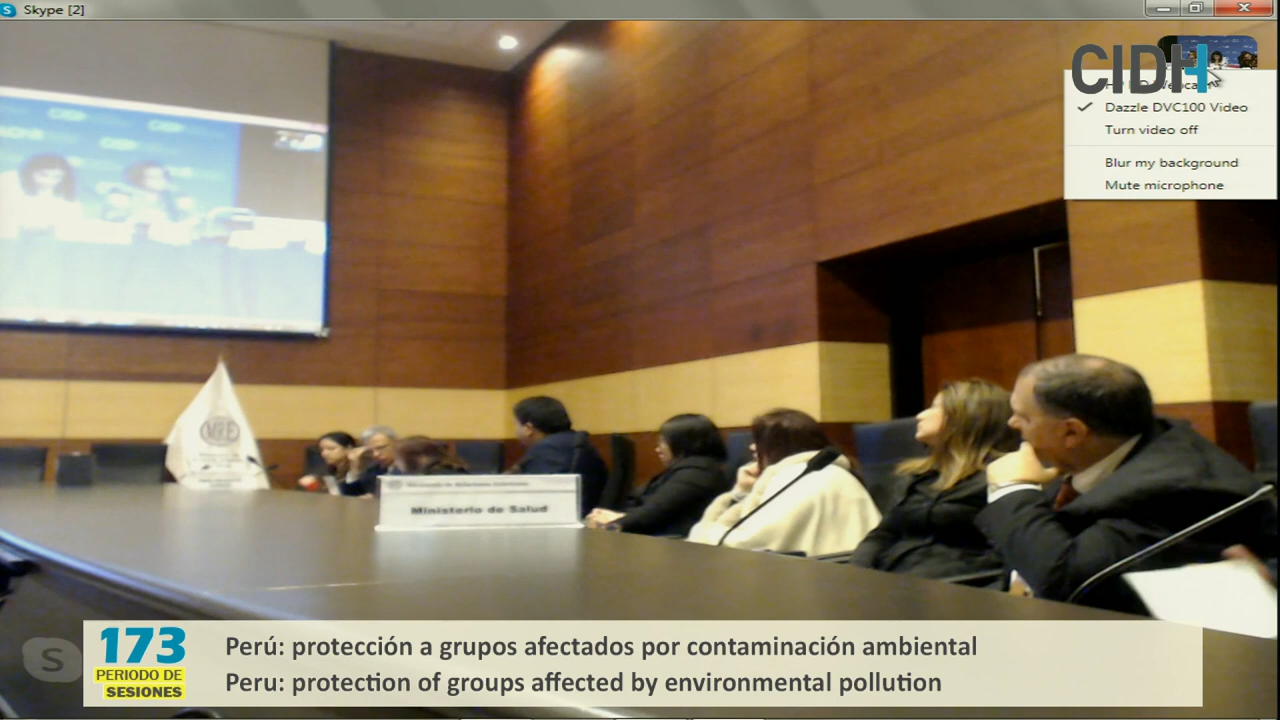 Skype [2]
CIDH
Dazzle DVC100 Video
Turn video off
Blur my background
Mute microphone
Ministerio de Salud
173
PERIODO DE
SESIONES
Perú: protección a grupos afectados por contaminación ambiental
Peru: protection of groups affected by environmental pollution